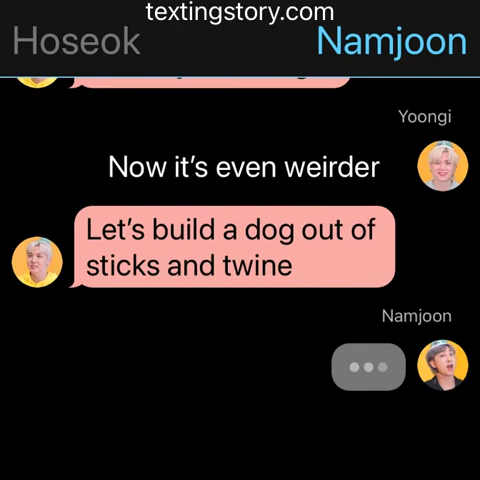 textingstory.com
Hoseok
Namjoon
Yoongi
Now it's even weirder
Let's build a dog out of
sticks and twine
Namjoon